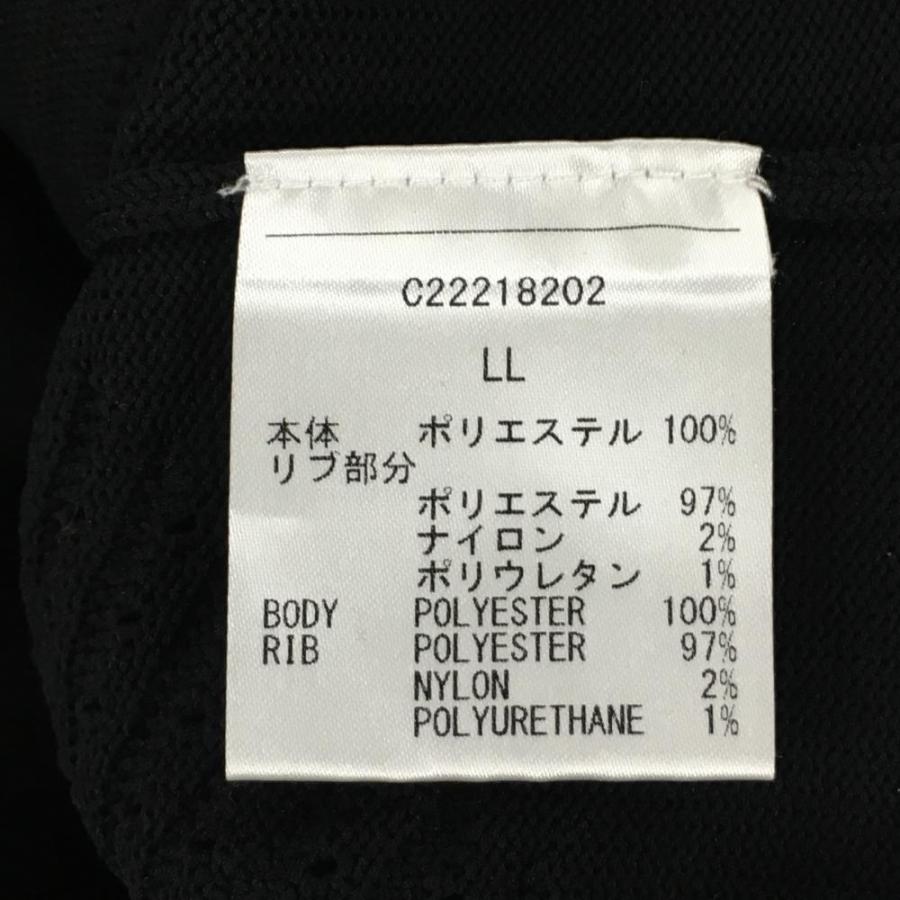 C22218202
LL
本体 ポリエステル 100%
リブ部分
ポリエステル 97%
ナイロン 2%
ポリウレタン 1%
BODY POLYESTER 100%
RIB POLYESTER 97%
NYLON 2%
POLYURETHANE 1%